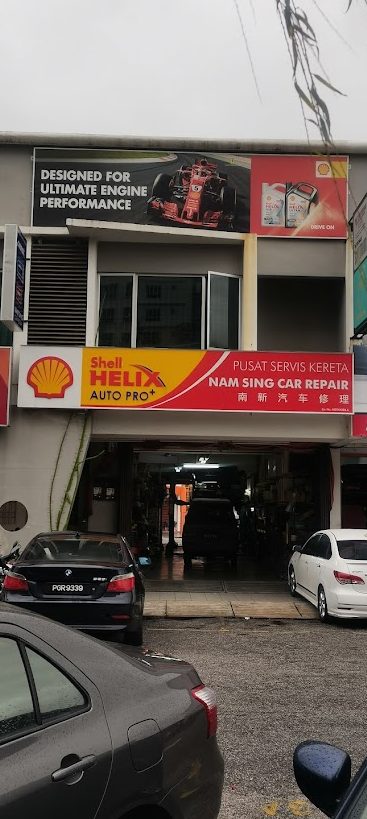 DESIGNED FOR
ULTIMATE ENGINE
PERFORMANCE
DRIVE ON
Shell
HELIX
AUTO PRO+
PUSAT SERVIS KERETA
NAM SING CAR REPAIR
南新汽车修理
PGR9339